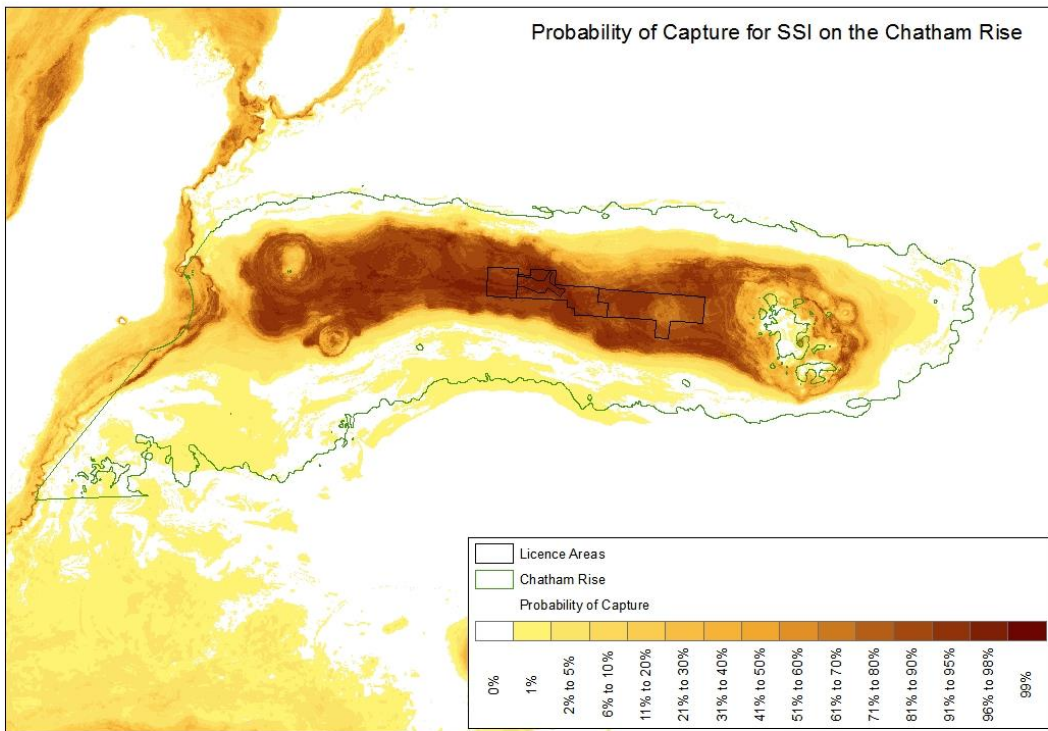 Probability of Capture for SSI on the Chatham Rise
Licence Areas
Chatham Rise
Probability of Capture
0%
1%
2% to 5%
6% to 10%
11% to 20%
21% to 30%
31% to 40%
41% to 50%
51% to 60%
61% to 70%
71% to 80%
81% to 90%
91% to 95%
96% to 98%
99%